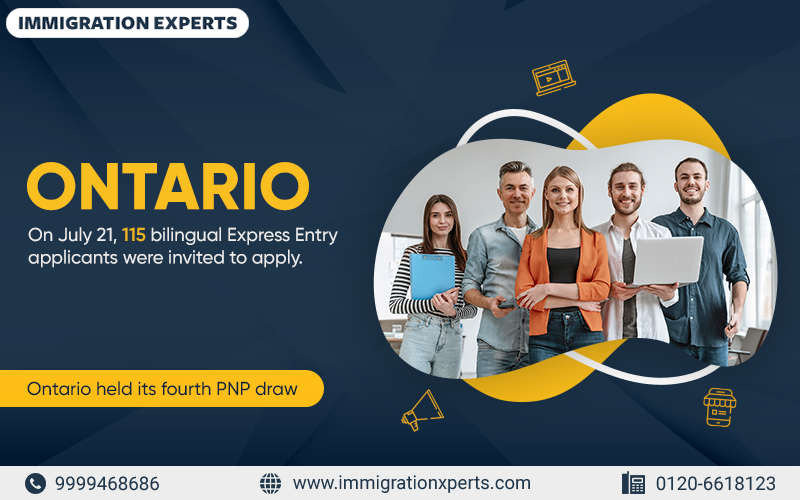 IMMIGRATION EXPERTS
ONTARIO
On July 21, 115 bilingual Express Entry
applicants were invited to apply.
Ontario held its fourth PNP draw
9999468686
www.immigrationxperts.com
0120-6618123